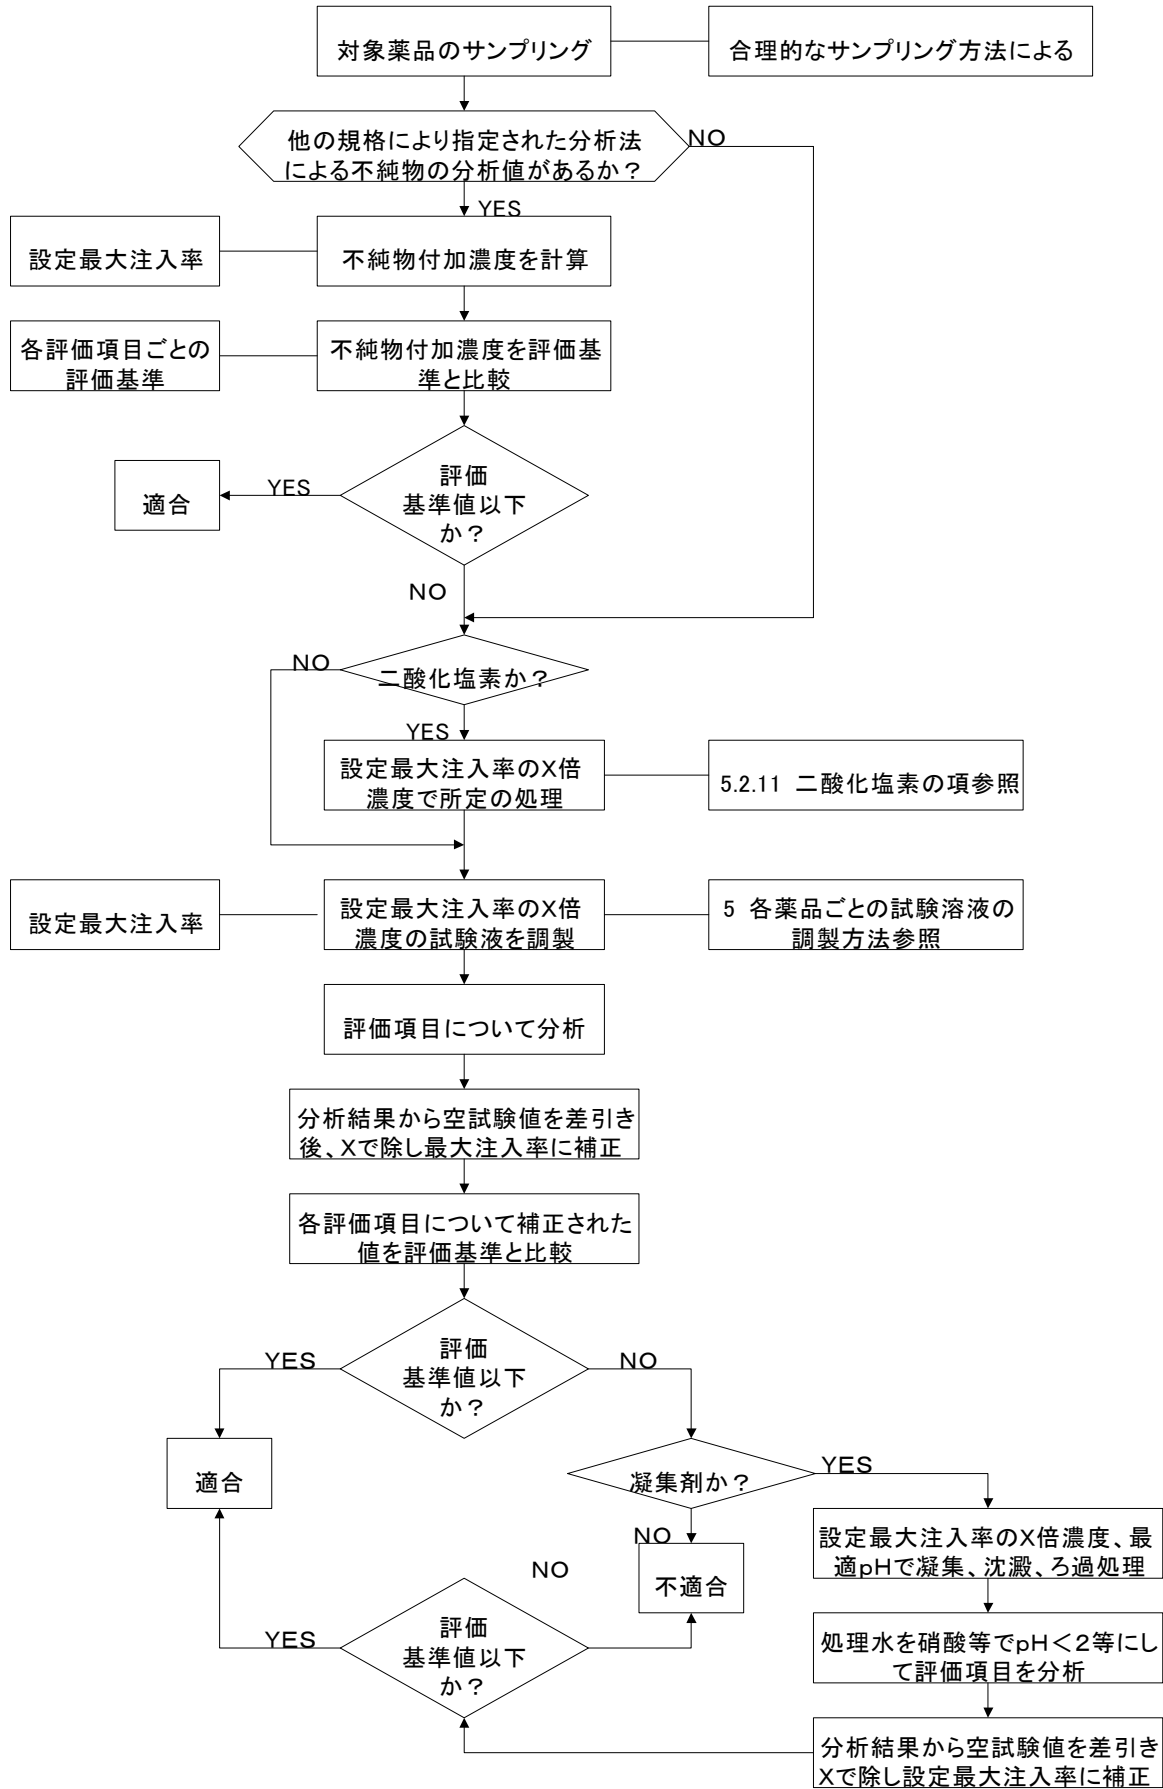 対象薬品のサンプリング
合理的なサンプリング方法による
他の規格により指定された分析法
による不純物の分析値があるか？
NO
YES
設定最大注入率
不純物付加濃度を計算
各評価項目ごとの
評価基準
不純物付加濃度を評価基
準と比較
適合
YES
評価
基準値以下
か？
NO
NO
二酸化塩素か？
YES
設定最大注入率のX倍
濃度で所定の処理
5.2.11 二酸化塩素の項参照
設定最大注入率
設定最大注入率のX倍
濃度の試験液を調製
5 各薬品ごとの試験溶液の
調製方法参照
評価項目について分析
分析結果から空試験値を差引き
後、Xで除し最大注入率に補正
各評価項目について補正された
値を評価基準と比較
YES
評価
基準値以下
か？
NO
適合
凝集剤か？
YES
NO
設定最大注入率のX倍濃度、最
適pHで凝集、沈澱、ろ過処理
NO
不適合
YES
評価
基準値以下
か？
処理水を硝酸等でpH＜2等にし
て評価項目を分析
分析結果から空試験値を差引き
Xで除し設定最大注入率に補正